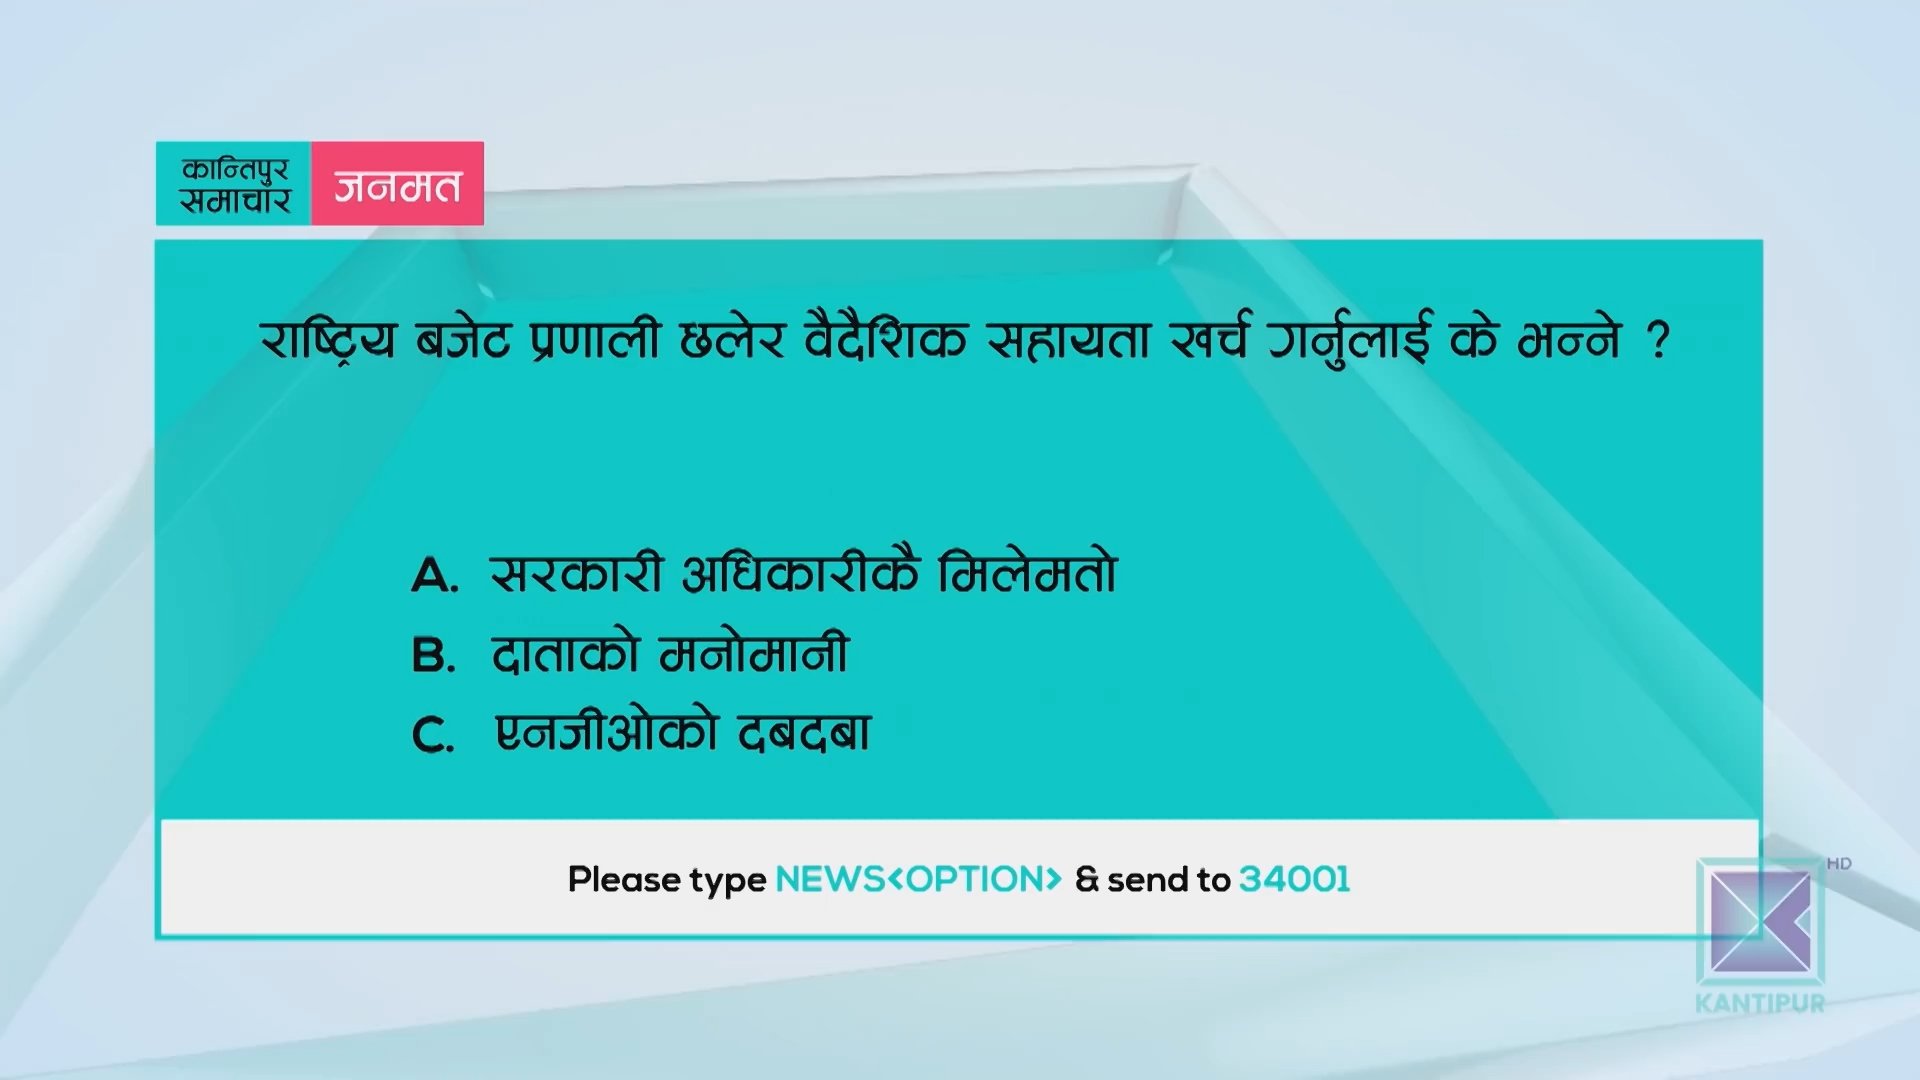 कान्तिपुर
समाचार
जनमत
राष्ट्रिय बजेट प्रणाली छलेर वैदैशिक सहायता खर्च गर्नुलाई के भन्ने ?
A. सरकारी अधिकारीकै मिलेमतो
B. दाताको मनोमानी
C. एनजीओको दबदबा
Please type NEWS<OPTION> & send to 34001
HD
KANTIPUR